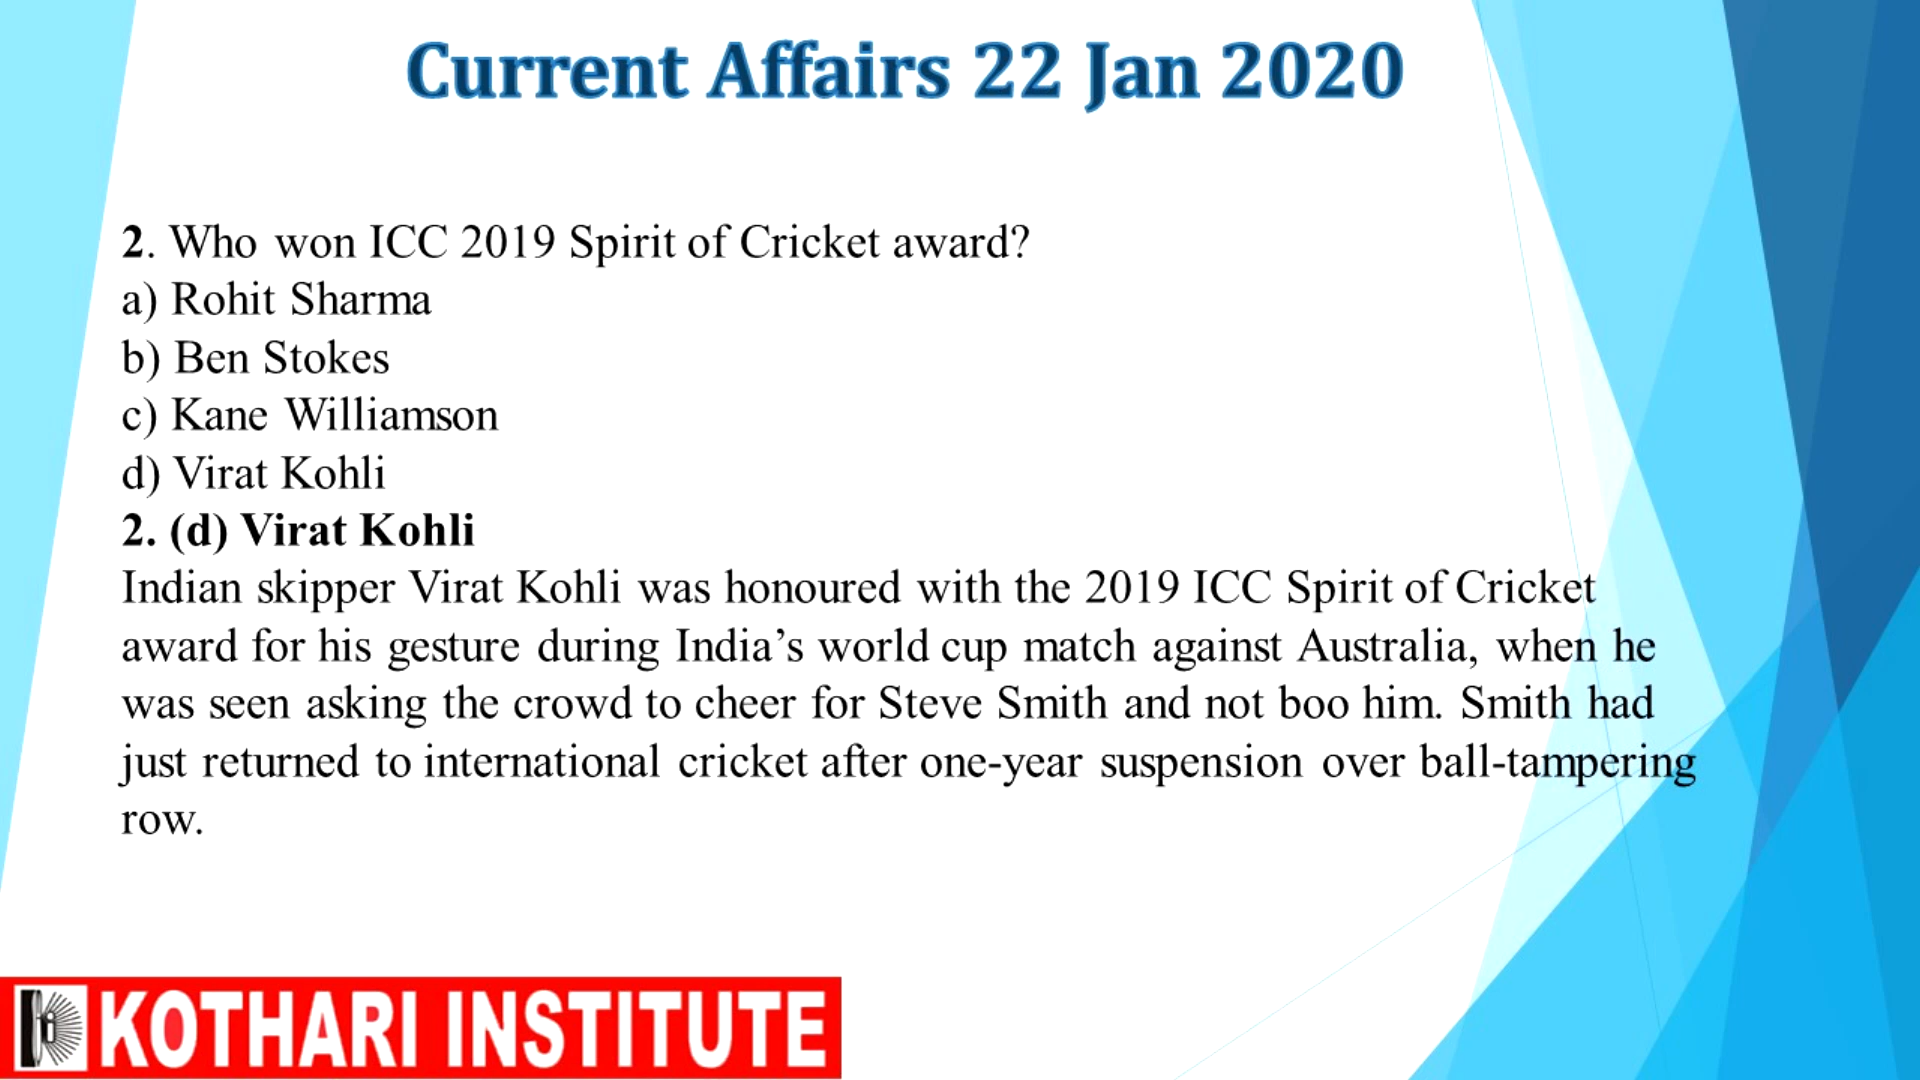 Current Affairs 22 Jan 2020
2. Who won ICC 2019 Spirit of Cricket award?
a) Rohit Sharma
b) Ben Stokes
c) Kane Williamson
d) Virat Kohli
2. (d) Virat Kohli
Indian skipper Virat Kohli was honoured with the 2019 ICC Spirit of Cricket
award for his gesture during India’s world cup match against Australia, when he
was seen asking the crowd to cheer for Steve Smith and not boo him. Smith had
just returned to international cricket after one-year suspension over ball-tampering
row.
KOTHARI INSTITUTE